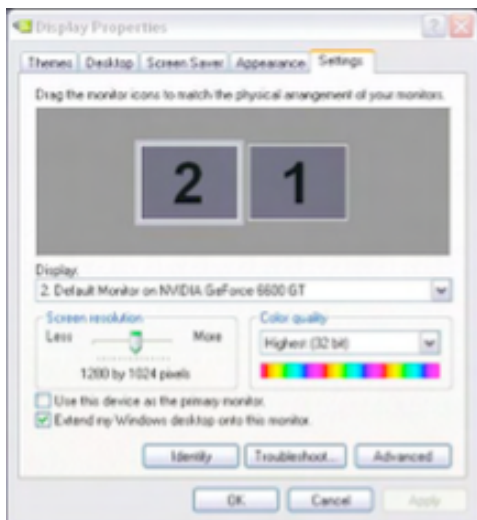 Display Properties
Themes Desktop Screen Saver Appearance Settings
Drag the monitor icons to match the physical arrangement of your monitors.
2 1
Display:
2. Default Monitor on NVIDIA GeForce 6600 GT
Screen resolution Color quality
Less More Highest (32 bit)
1280 by 1024 pixels
Use this device as the primary monitor.
Extend my Windows desktop onto this monitor.
Identify Troubleshoot... Advanced
OK Cancel Apply